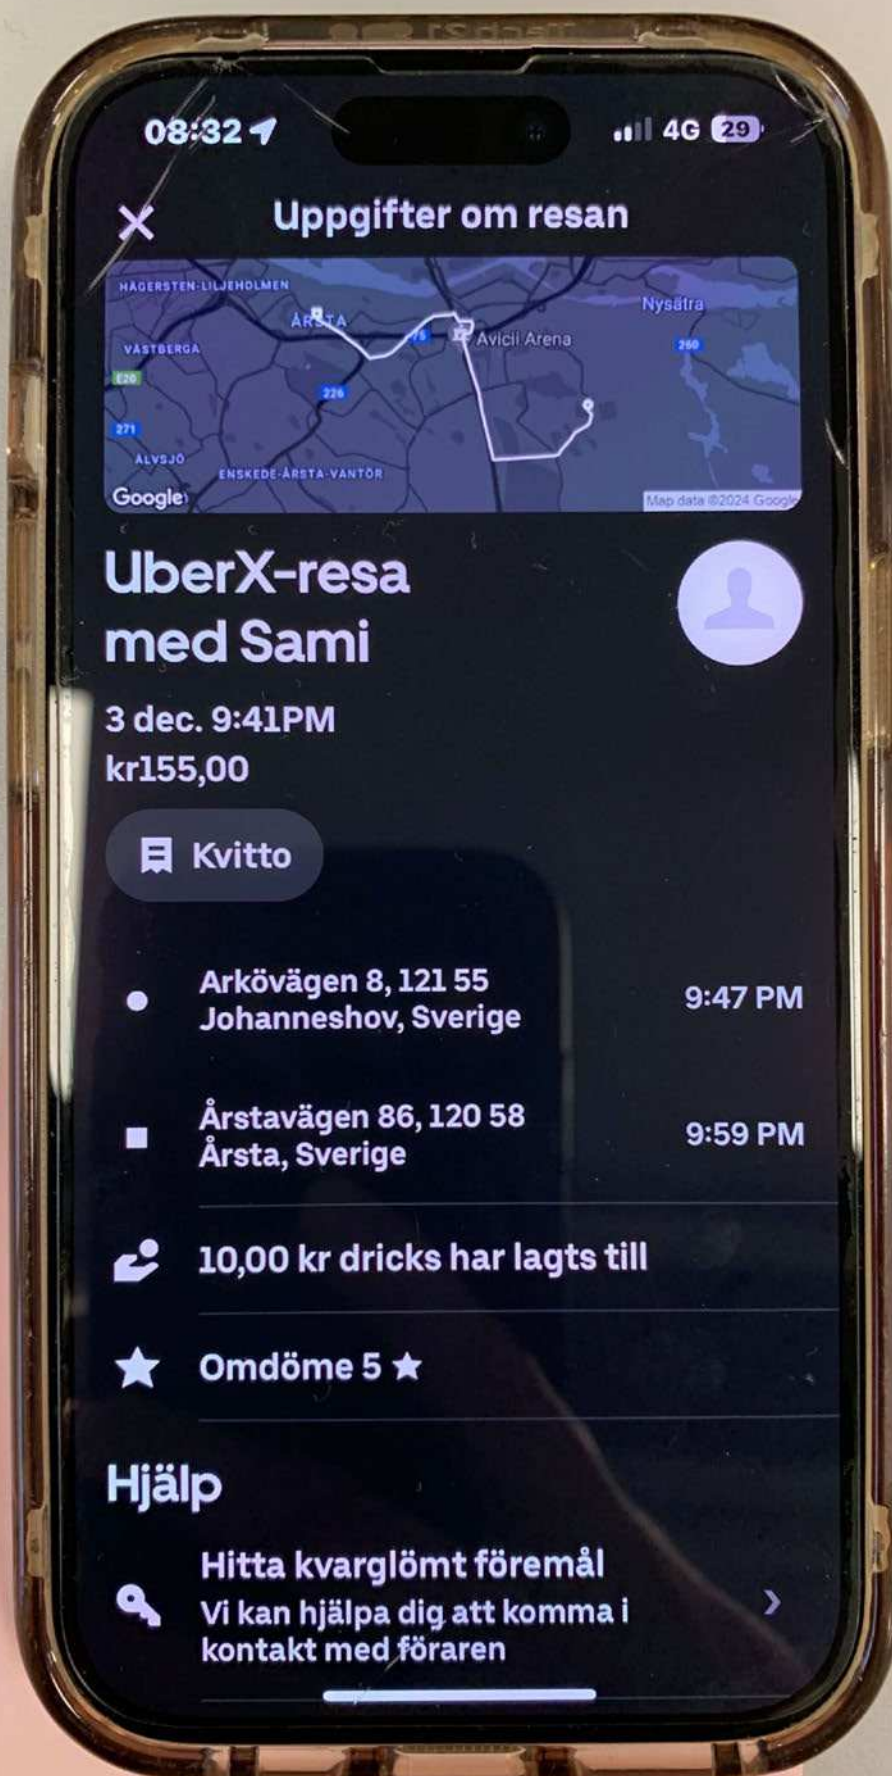 08:32
4G 29
Uppgifter om resan
HÄGERSTEN-LILJEHOLMEN
Nysätra
ÅRSTA
75
Avicii Arena
VÄSTBERGA
260
E20
226
271
ÄLVSJÖ
ENSKEDE-ÅRSTA-VANTÖR
Google
Map data ©2024 Google
UberX-resa
med Sami
3 dec. 9:41PM
kr155,00
Kvitto
Arkövägen 8, 121 55
Johanneshov, Sverige
9:47 PM
Årstavägen 86, 120 58
Årsta, Sverige
9:59 PM
10,00 kr dricks har lagts till
Omdöme 5 ★
Hjälp
Hitta kvarglömt föremål
Vi kan hjälpa dig att komma i
kontakt med föraren